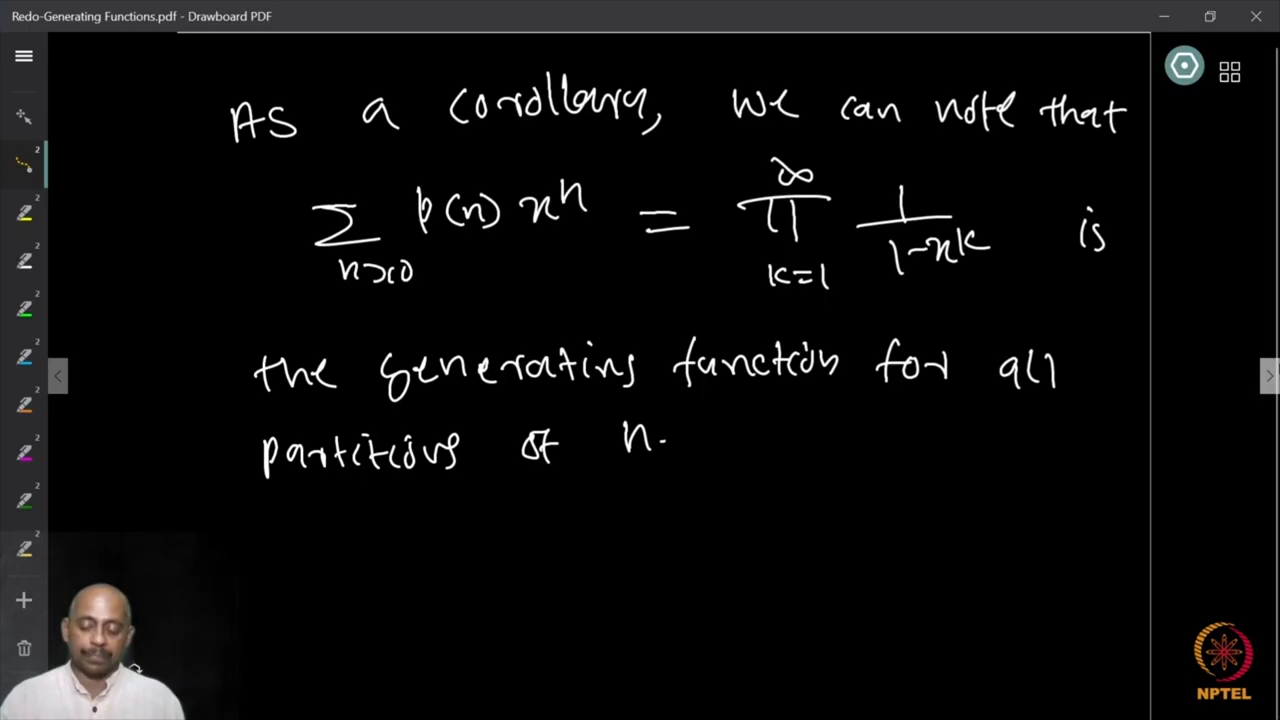 Redo-Generating Functions.pdf - Drawboard PDF
As a corollary, we can note that
∑_{n≥0} p(n) x^n = ∏_{k=1}^{∞} 1/(1-x^k) is
the generating function for all
partitions of n.
NPTEL